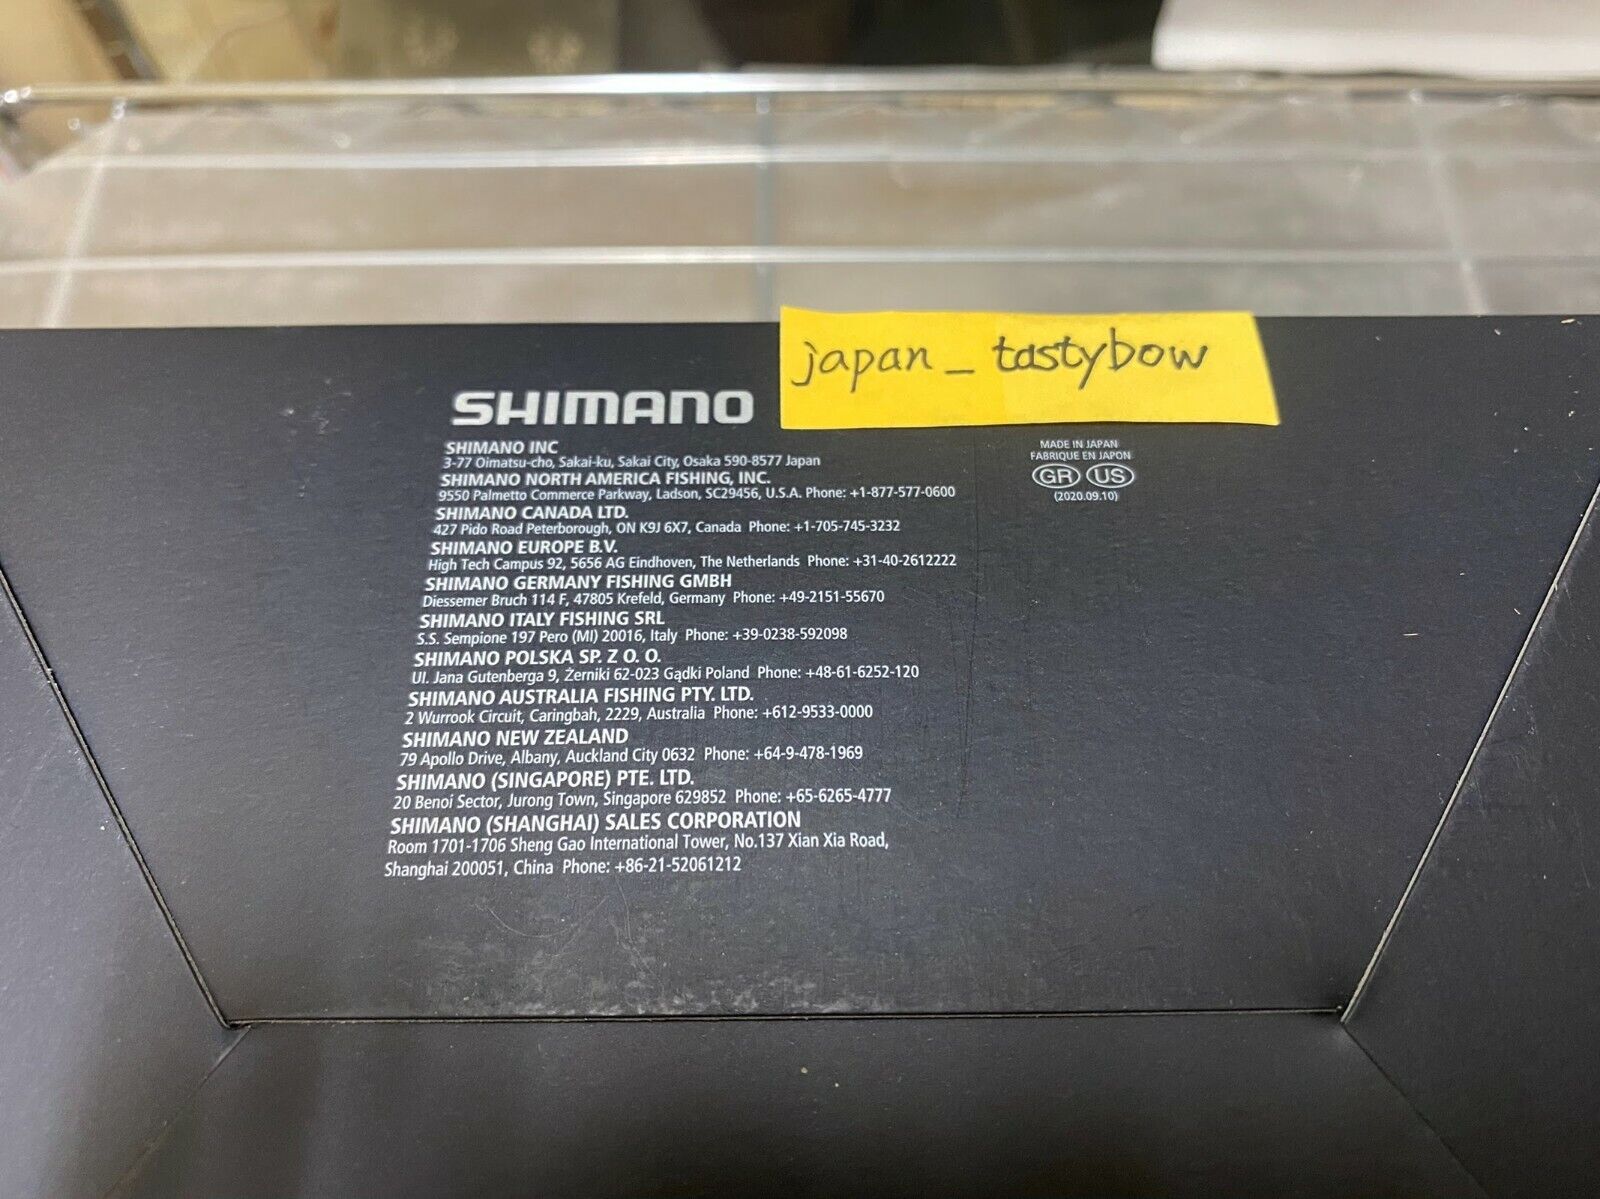 japan_tastybow
SHIMANO
SHIMANO INC
3-77 Oimatsu-cho, Sakai-ku, Sakai City, Osaka 590-8577 Japan
SHIMANO NORTH AMERICA FISHING, INC.
9550 Palmetto Commerce Parkway, Ladson, SC29456, U.S.A. Phone: +1-877-577-0600
SHIMANO CANADA LTD.
427 Pido Road Peterborough, ON K9J 6X7, Canada Phone: +1-705-745-3232
SHIMANO EUROPE B.V.
High Tech Campus 92, 5656 AG Eindhoven, The Netherlands Phone: +31-40-2612222
SHIMANO GERMANY FISHING GMBH
Diessemer Bruch 114 F, 47805 Krefeld, Germany Phone: +49-2151-55670
SHIMANO ITALY FISHING SRL
S.S. Sempione 197 Pero (MI) 20016, Italy Phone: +39-0238-592098
SHIMANO POLSKA SP. Z O. O.
Ul. Jana Gutenberga 9, Żerniki 62-023 Gądki Poland Phone: +48-61-6252-120
SHIMANO AUSTRALIA FISHING PTY. LTD.
2 Wurrook Circuit, Caringbah, 2229, Australia Phone: +612-9533-0000
SHIMANO NEW ZEALAND
79 Apollo Drive, Albany, Auckland City 0632 Phone: +64-9-478-1969
SHIMANO (SINGAPORE) PTE. LTD.
20 Benoi Sector, Jurong Town, Singapore 629852 Phone: +65-6265-4777
SHIMANO (SHANGHAI) SALES CORPORATION
Room 1701-1706 Sheng Gao International Tower, No.137 Xian Xia Road,
Shanghai 200051, China Phone: +86-21-52061212
MADE IN JAPAN
FABRIQUE EN JAPON
GR US
(2020.09.10)